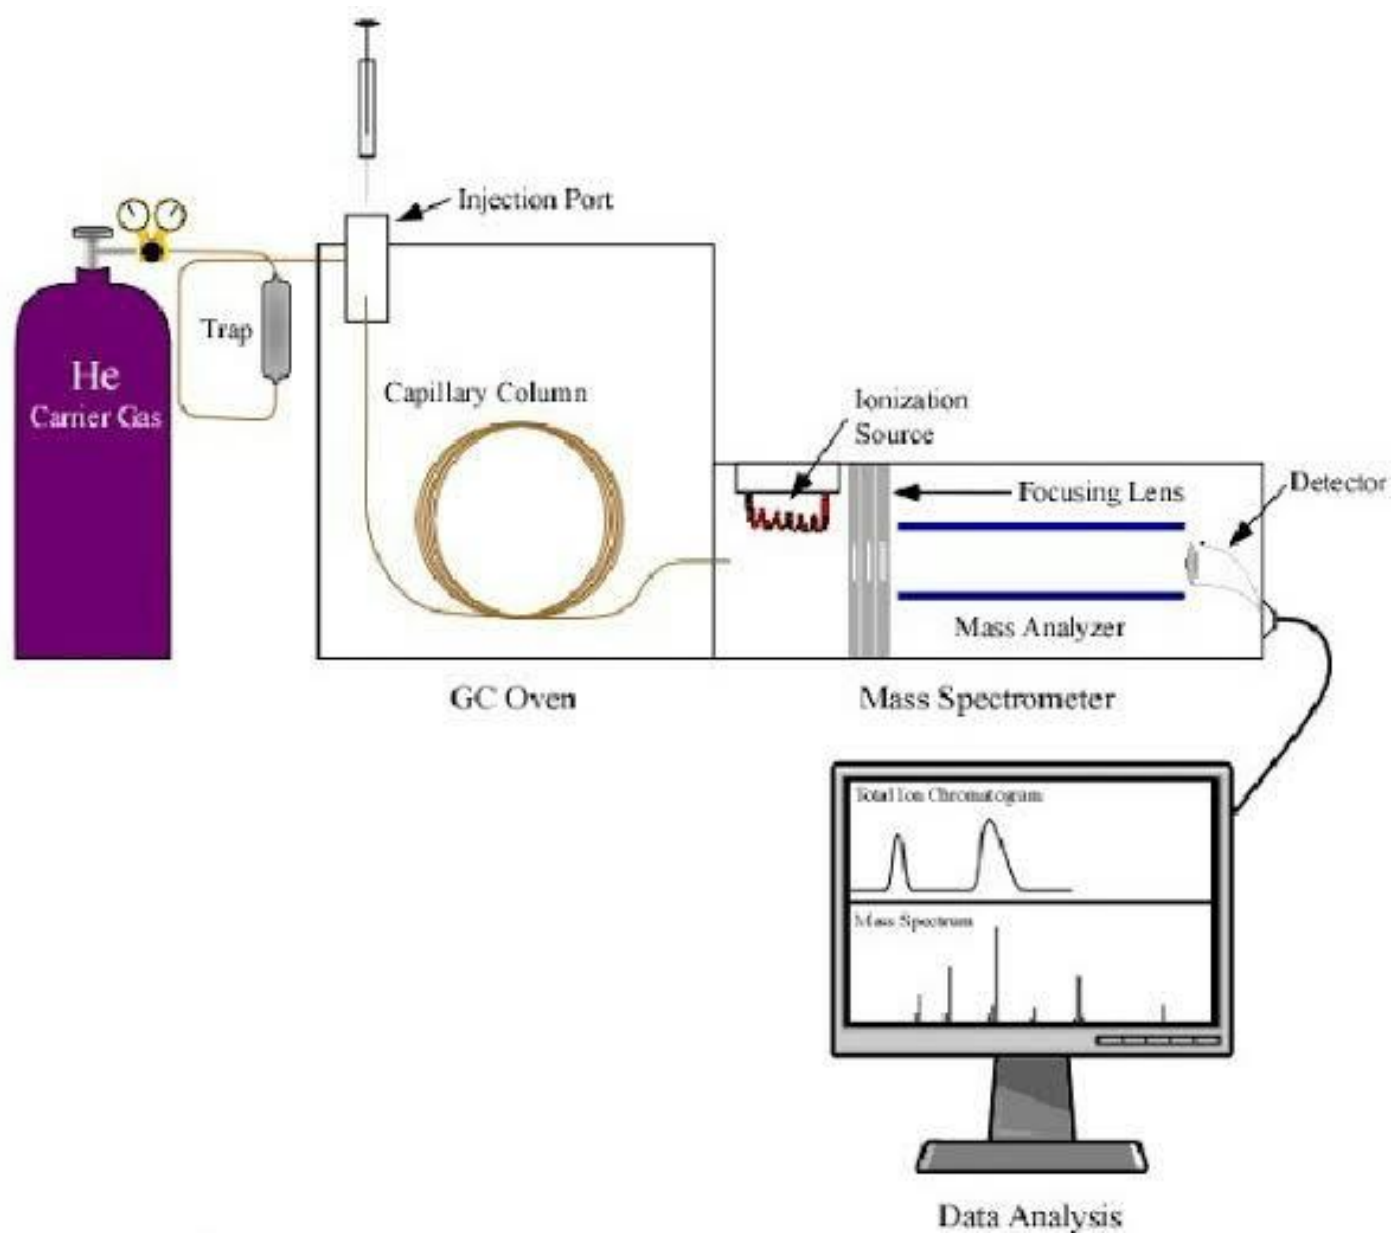 Injection Port
Trap
He
Carrier Gas
Capillary Column
Ionization
Source
Focusing Lens
Detector
Mass Analyzer
GC Oven
Mass Spectrometer
Total Ion Chromatogram
Mass Spectrum
Data Analysis